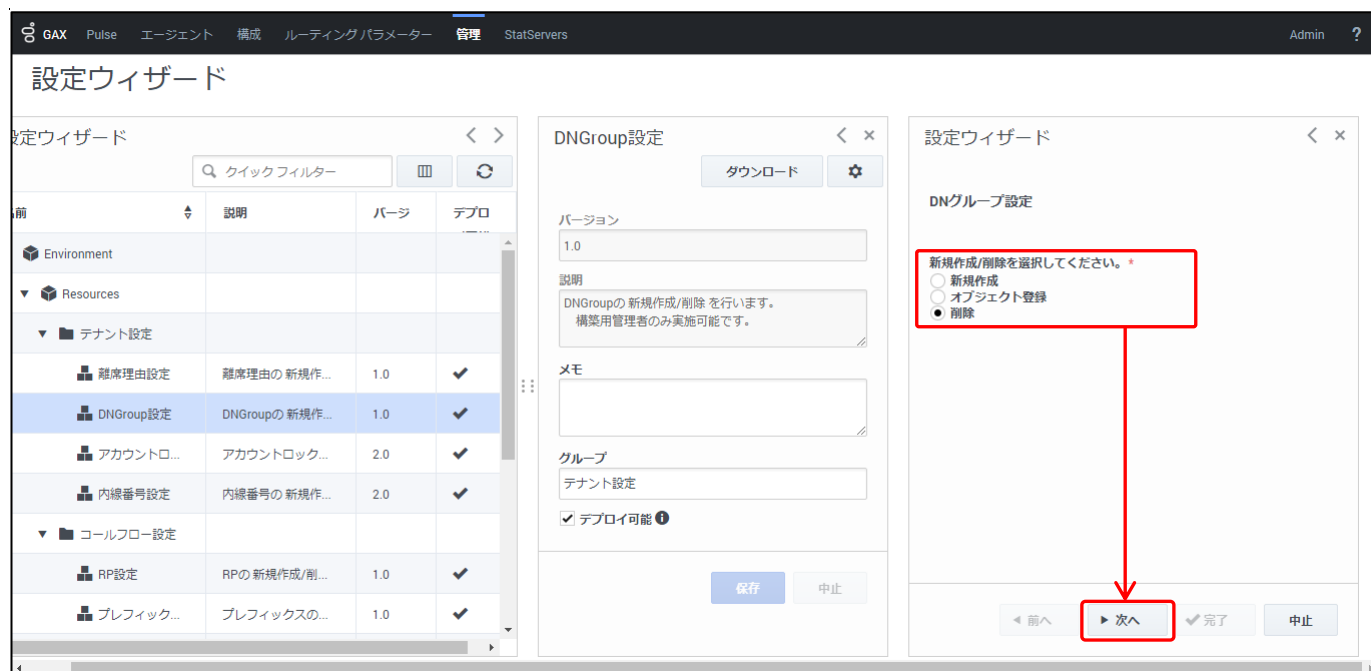 GAX Pulse エージェント 構成 ルーティングパラメーター 管理 StatServers Admin ?
設定ウィザード
設定ウィザード
クイックフィルター
名前 説明 バージ デプロ
Environment
Resources
テナント設定
離席理由設定 離席理由の 新規作... 1.0
DNGroup設定 DNGroupの 新規作... 1.0
アカウントロ... アカウントロック... 2.0
内線番号設定 内線番号の 新規作... 2.0
コールフロー設定
RP設定 RPの 新規作成/削... 1.0
プレフィック... プレフィックスの... 1.0
DNGroup設定
ダウンロード
バージョン
1.0
説明
DNGroupの 新規作成/削除 を行います。
構築用管理者のみ実施可能です。
メモ
グループ
テナント設定
デプロイ可能
保存 中止
設定ウィザード
DNグループ設定
新規作成/削除を選択してください。*
新規作成
オブジェクト登録
削除
前へ 次へ 完了 中止